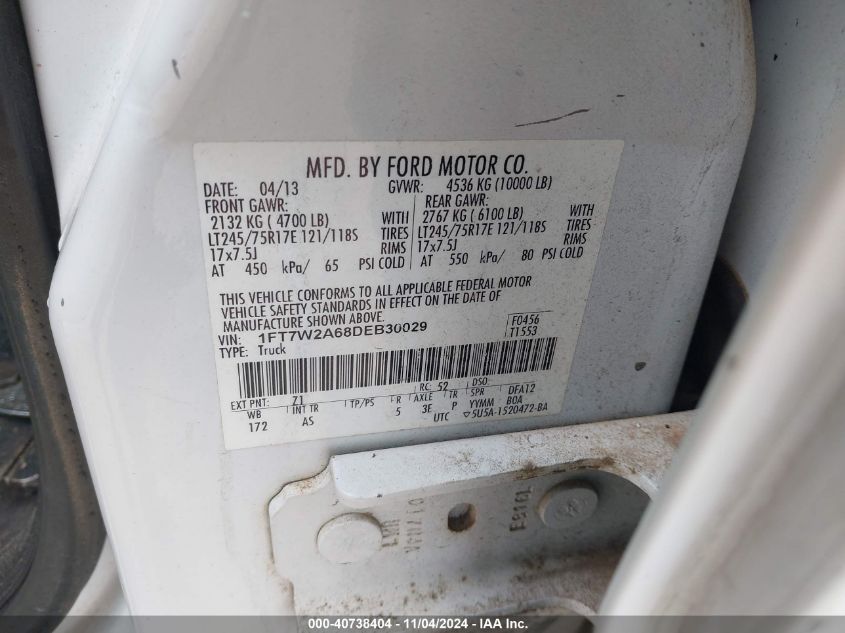 MFD. BY FORD MOTOR CO.
DATE: 04/13 GVWR: 4536 KG (10000 LB)
FRONT GAWR: REAR GAWR:
2132 KG ( 4700 LB) WITH 2767 KG ( 6100 LB) WITH
LT245/75R17E 121/118S TIRES LT245/75R17E 121/118S TIRES
17x7.5J RIMS 17x7.5J RIMS
AT 450 kPa/ 65 PSI COLD AT 550 kPa/ 80 PSI COLD
THIS VEHICLE CONFORMS TO ALL APPLICABLE FEDERAL MOTOR
VEHICLE SAFETY STANDARDS IN EFFECT ON THE DATE OF
MANUFACTURE SHOWN ABOVE.
VIN: 1FT7W2A68DEB30029 F0456
TYPE: Truck T1553
EXT PNT: Z1 RC: 52 DSO:
WB INT TR TP/PS R AXLE TR SPR DFA12
172 AS 5 3E P YYMM BOA
UTC ▽5U5A-1520472-BA
000-40738404 - 11/04/2024 - IAA Inc.